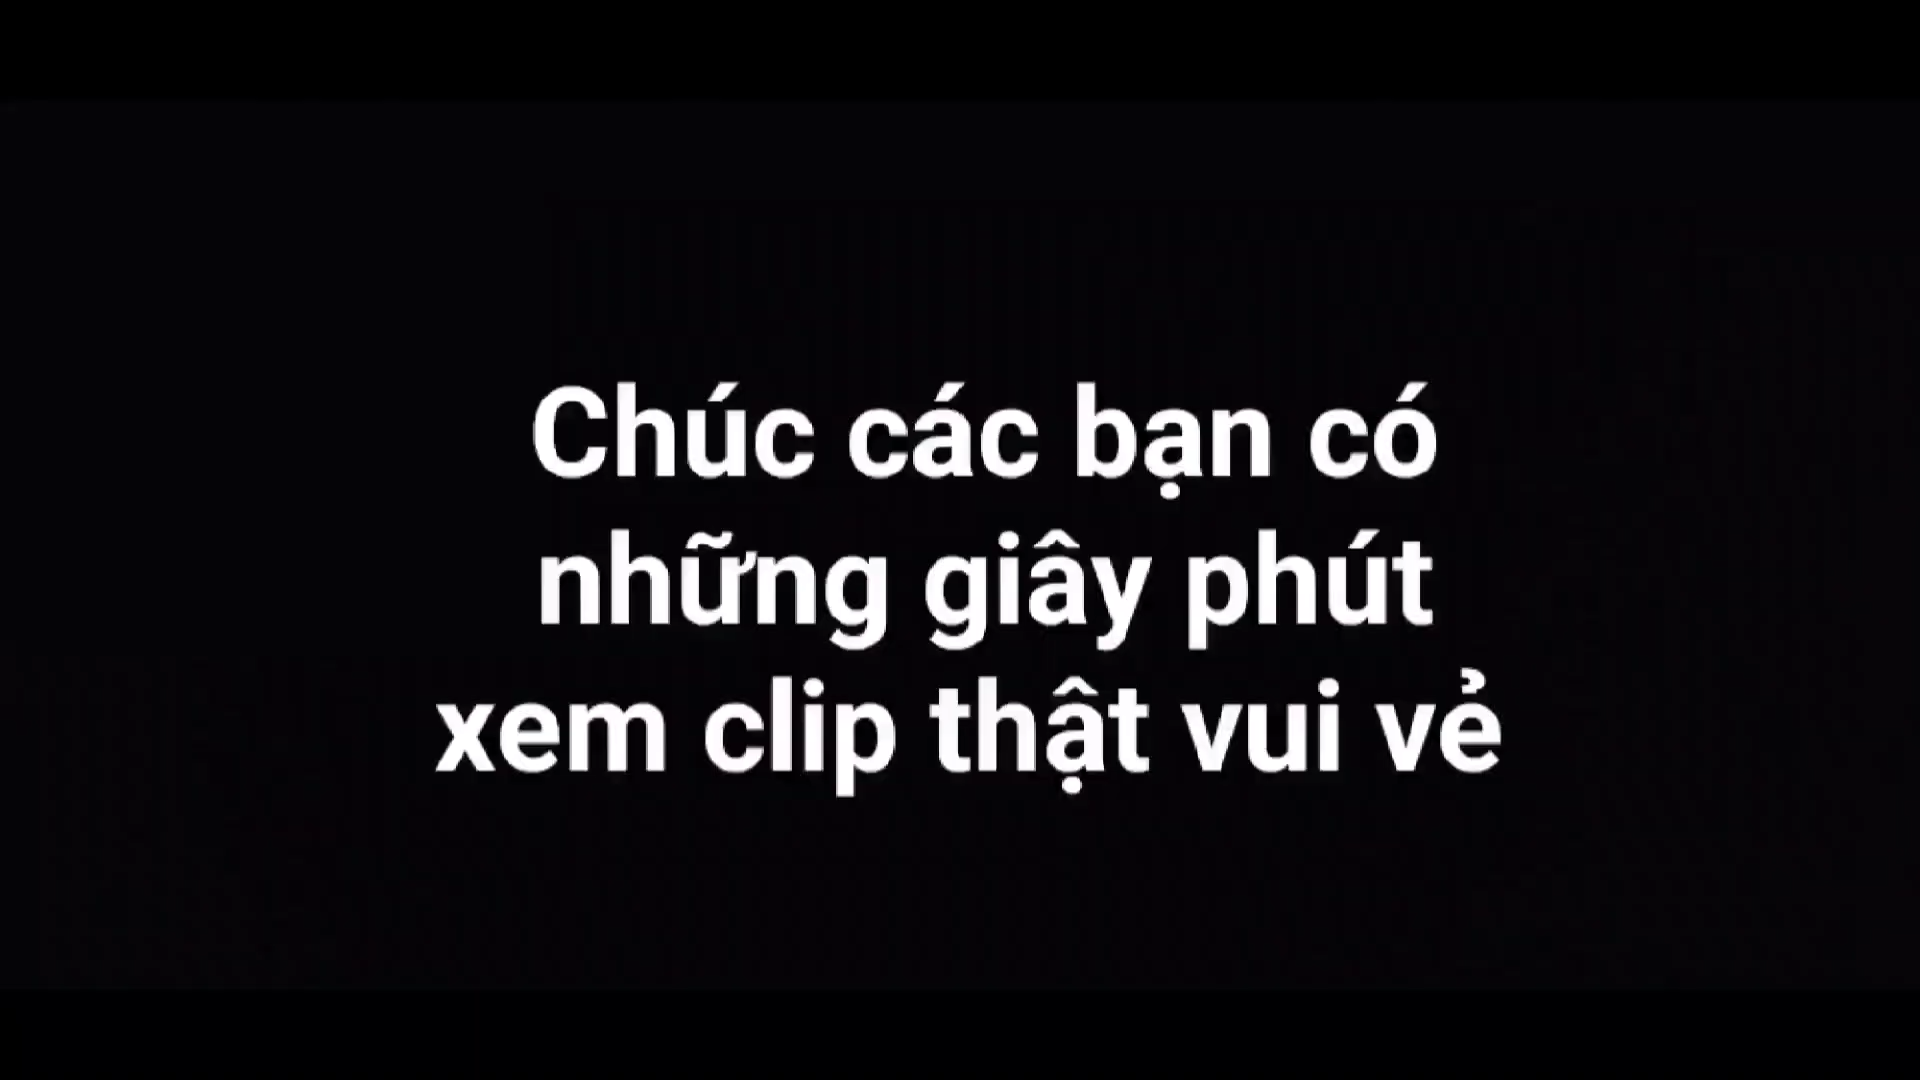 Chúc các bạn có
những giây phút
xem clip thật vui vẻ